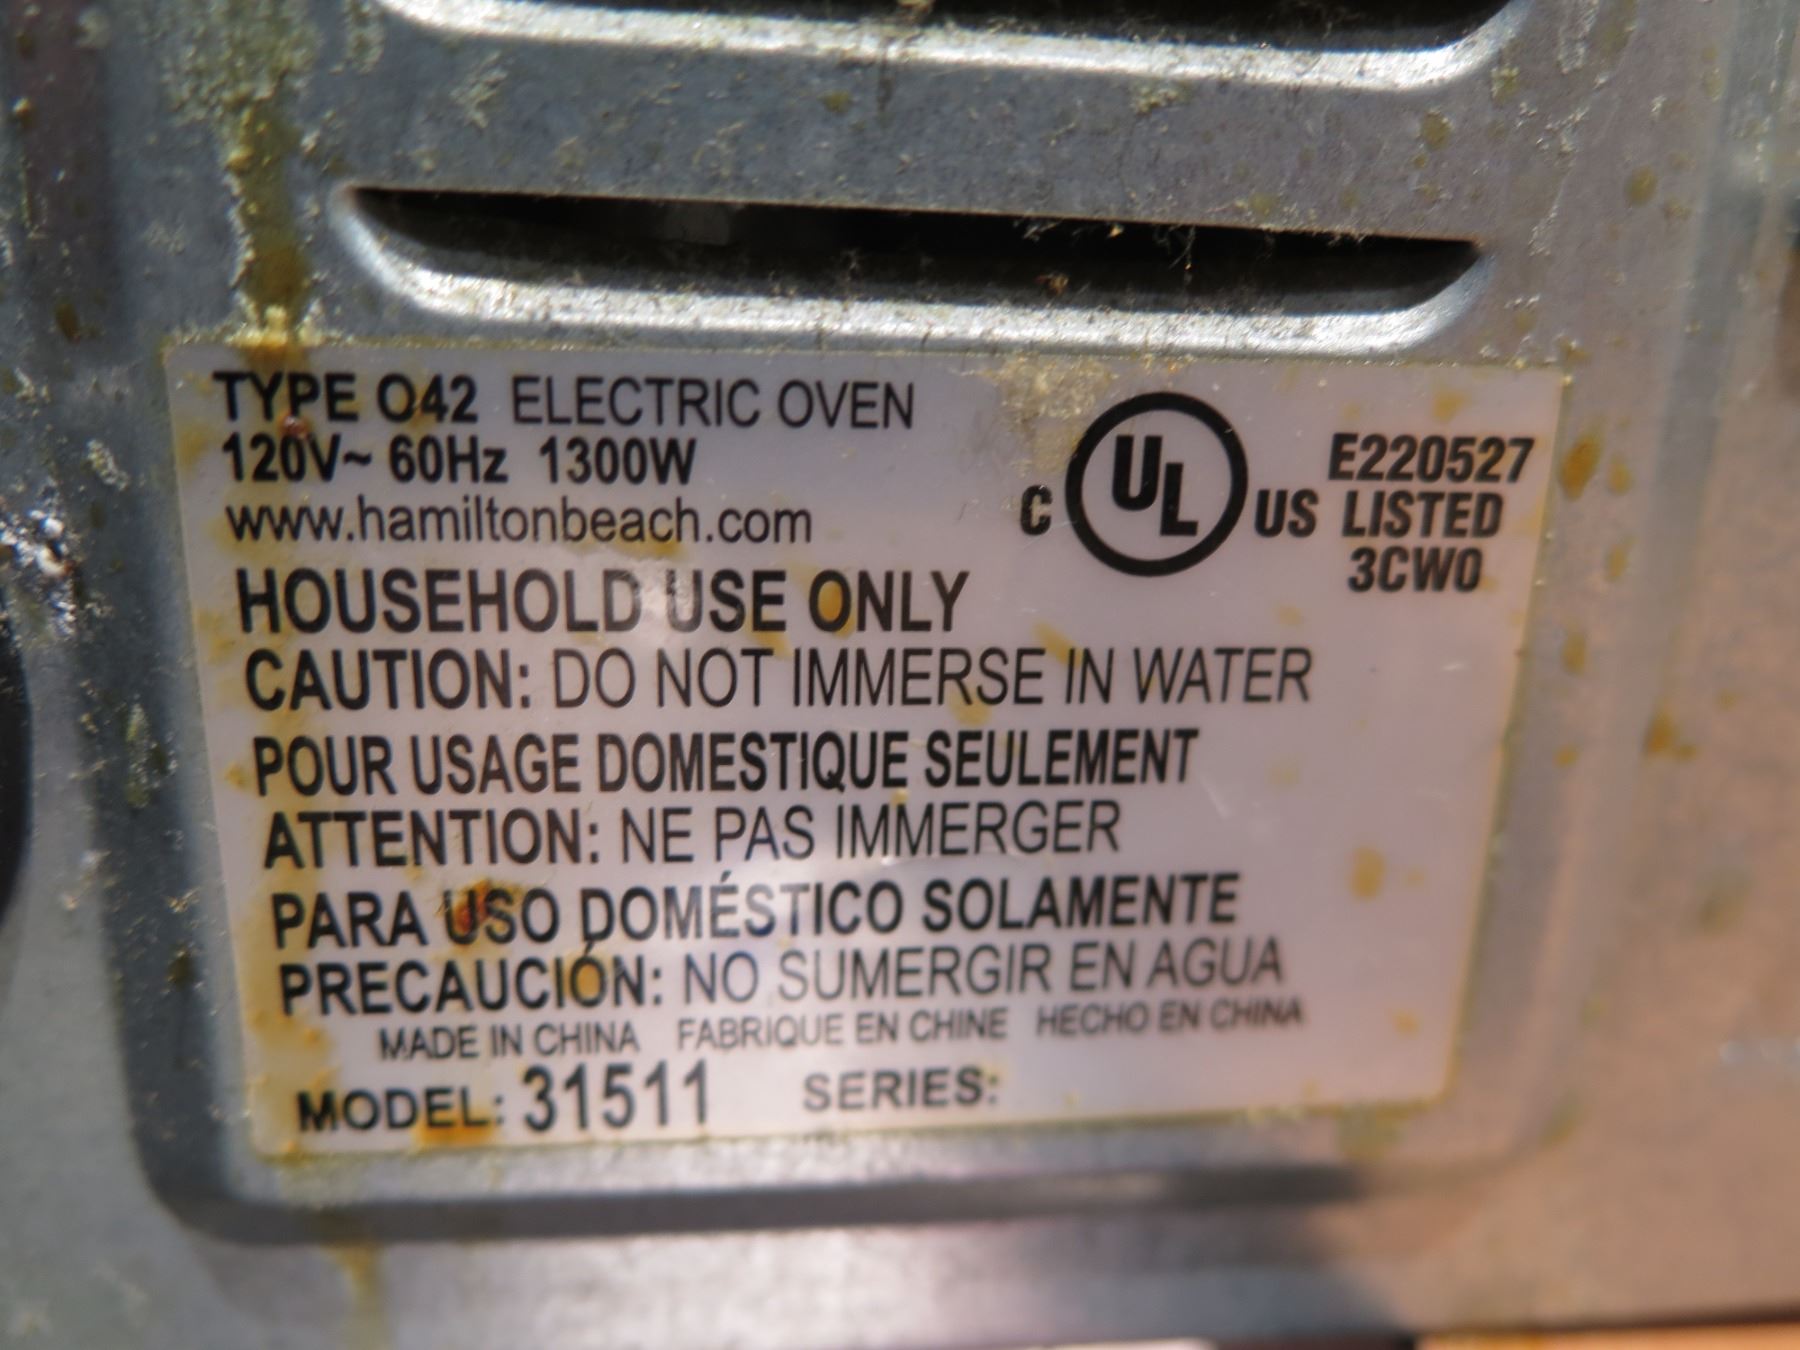 TYPE O42 ELECTRIC OVEN
120V~ 60Hz 1300W
www.hamiltonbeach.com
C UL US
E220527
LISTED
3CW0
HOUSEHOLD USE ONLY
CAUTION: DO NOT IMMERSE IN WATER
POUR USAGE DOMESTIQUE SEULEMENT
ATTENTION: NE PAS IMMERGER
PARA USO DOMÉSTICO SOLAMENTE
PRECAUCIÓN: NO SUMERGIR EN AGUA
MADE IN CHINA FABRIQUE EN CHINE HECHO EN CHINA
MODEL: 31511 SERIES: